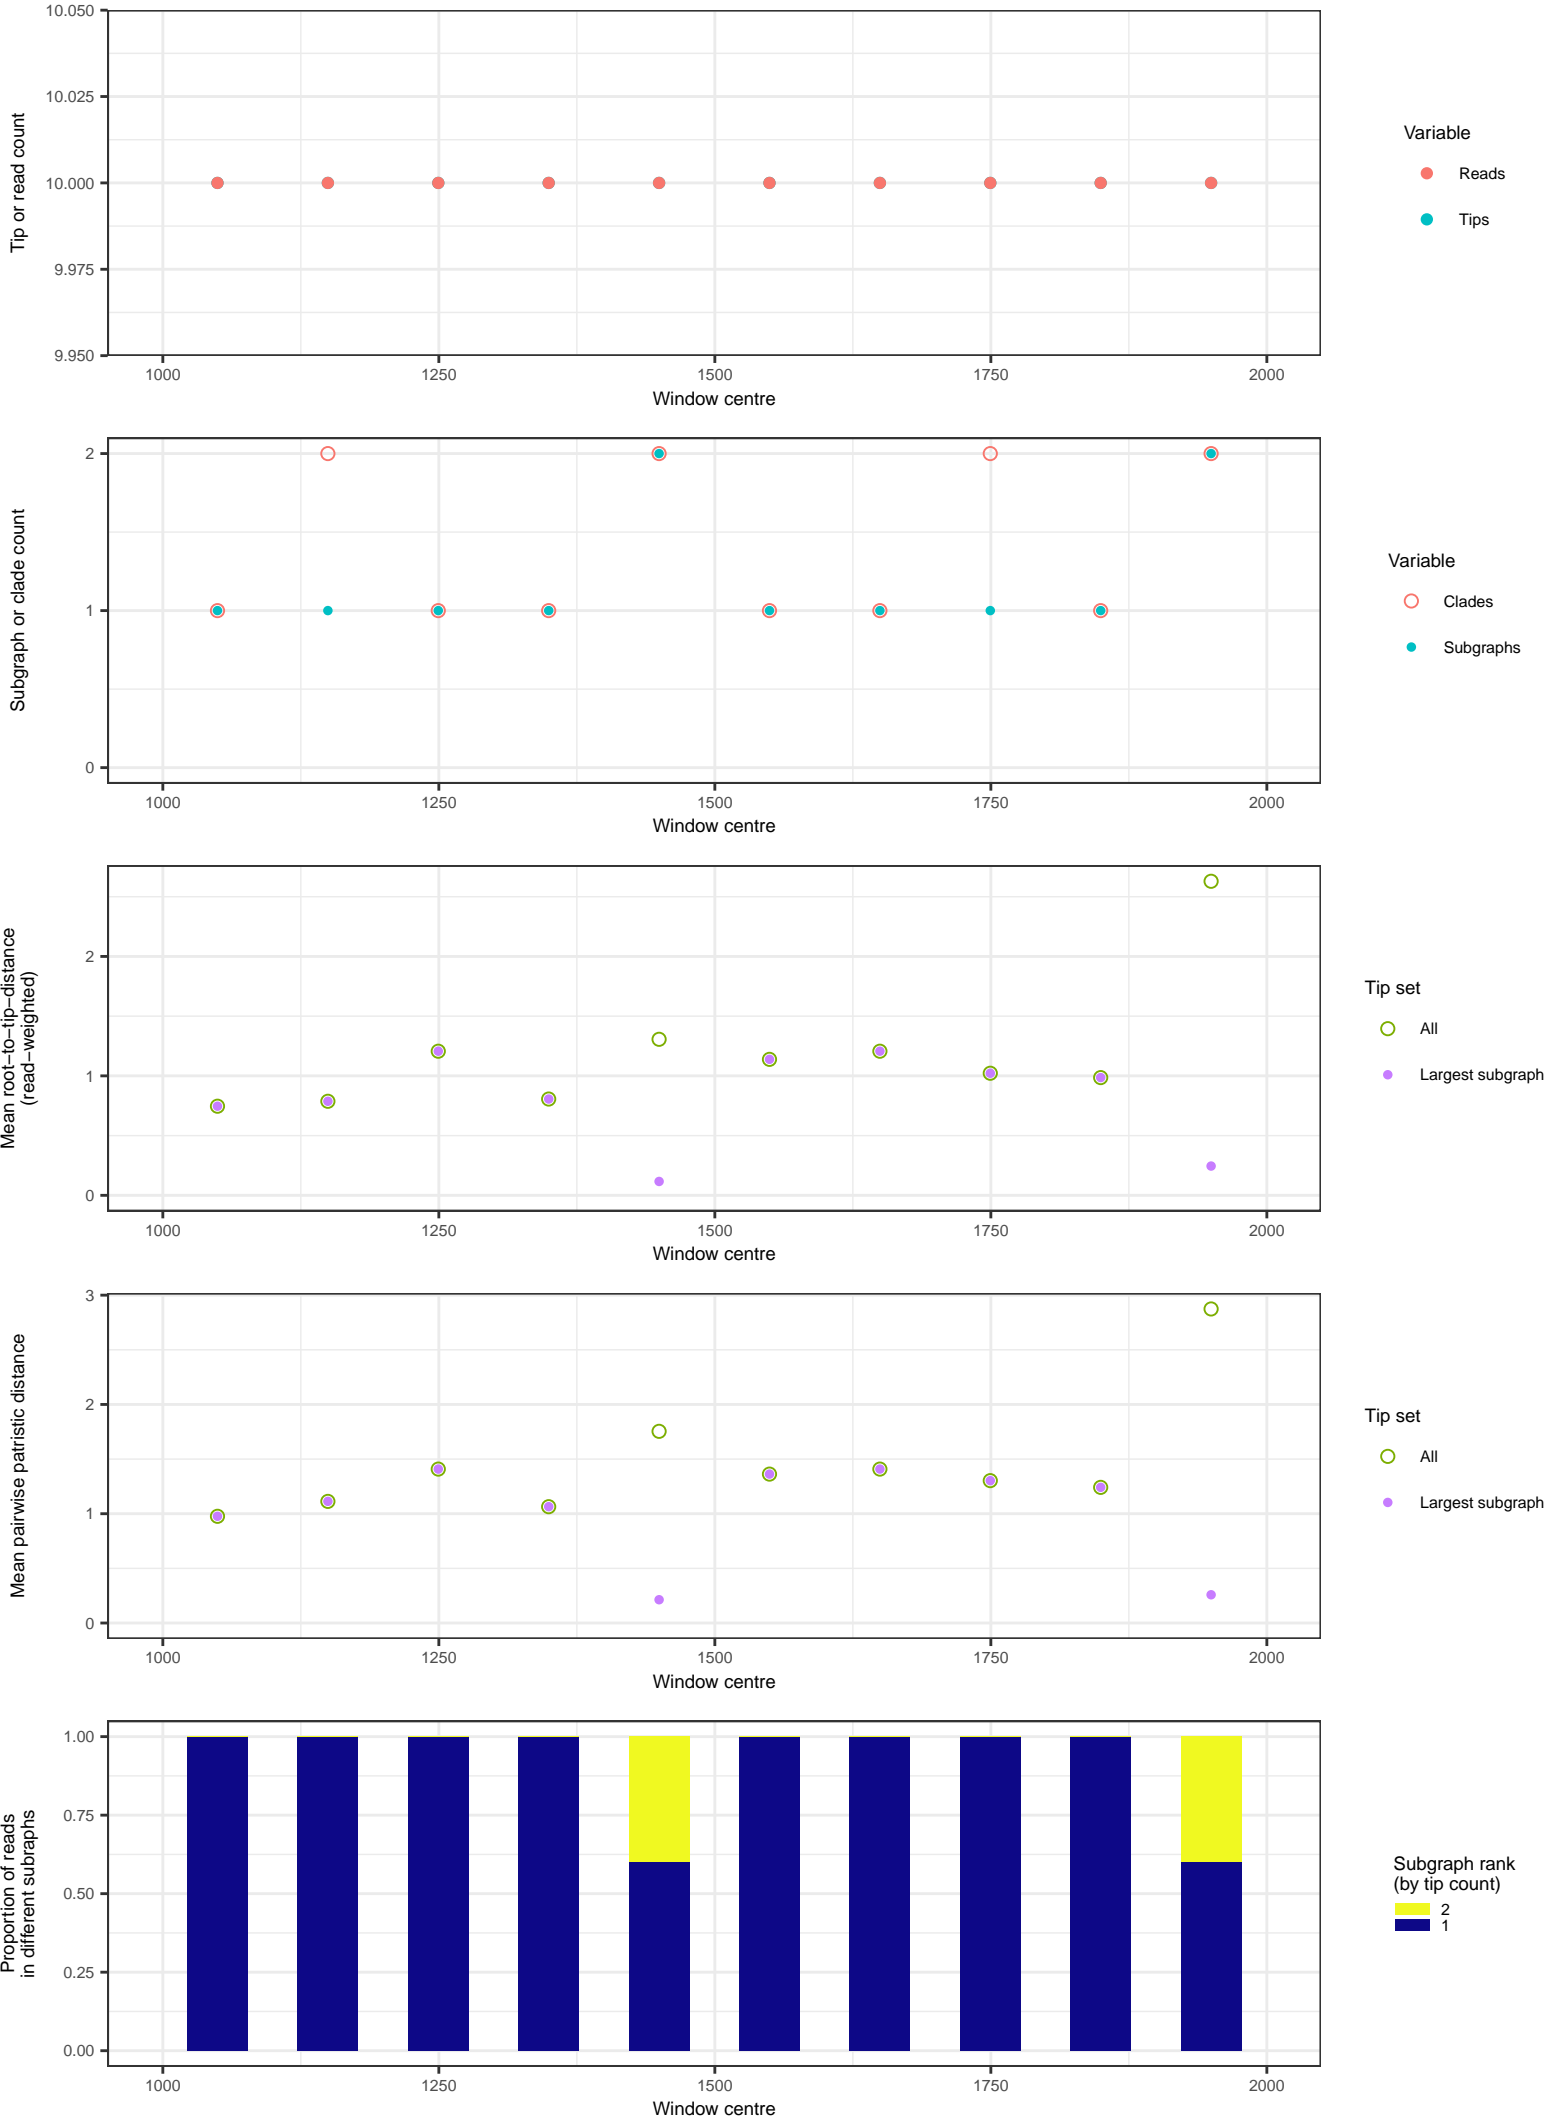 10.050
10.025
10.000
9.975
9.950
Tip or read count
1000
1250
1500
1750
2000
Window centre
Variable
Reads
Tips
2
1
0
Subgraph or clade count
1000
1250
1500
1750
2000
Window centre
Variable
Clades
Subgraphs
2
1
0
Mean root−to−tip−distance
(read−weighted)
1000
1250
1500
1750
2000
Window centre
Tip set
All
Largest subgraph
3
2
1
0
Mean pairwise patristic distance
1000
1250
1500
1750
2000
Window centre
Tip set
All
Largest subgraph
1.00
0.75
0.50
0.25
0.00
Proportion of reads
in different subraphs
1000
1250
1500
1750
2000
Window centre
Subgraph rank
(by tip count)
2
1